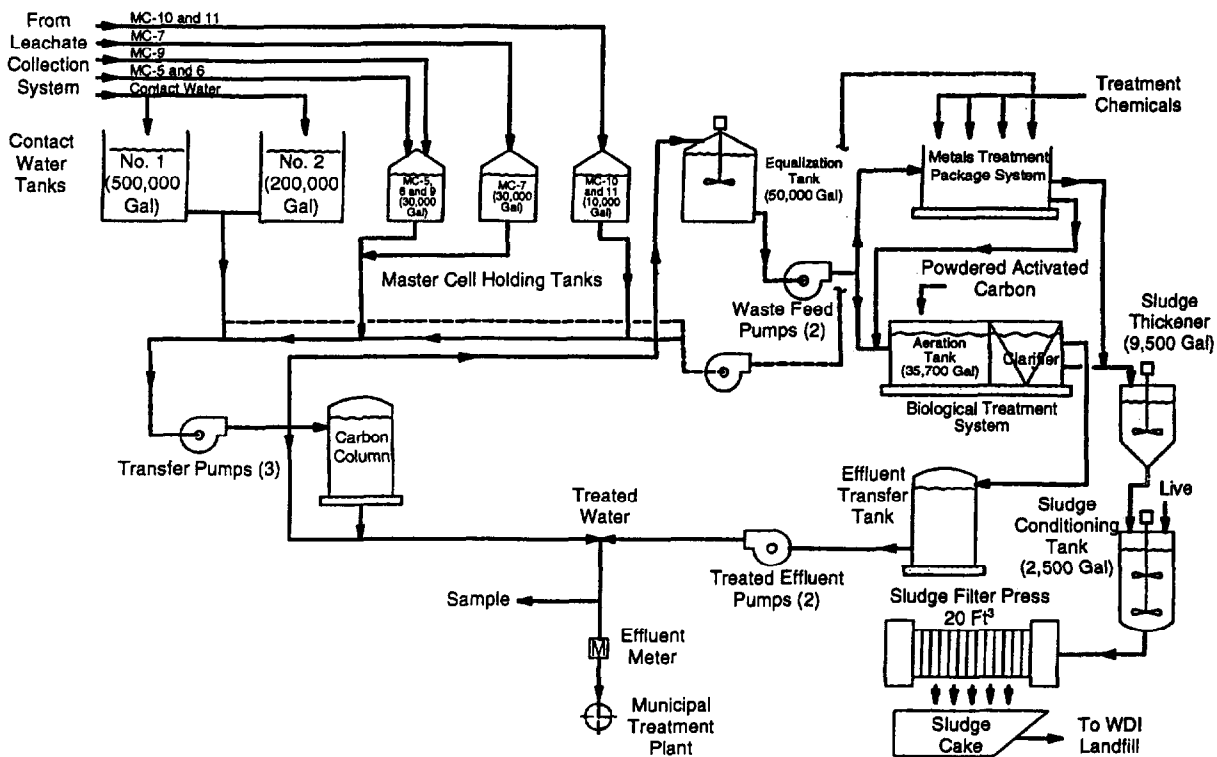 From
Leachate
Collection
System
MC-10 and 11
MC-7
MC-9
MC-5 and 6
Contact Water
Contact
Water
Tanks
No. 1
(500,000
Gal)
No. 2
(200,000
Gal)
MC-5,
6 and 9
(30,000
Gal)
MC-7
(30,000
Gal)
MC-10
and 11
(10,000
Gal)
Master Cell Holding Tanks
Equalization
Tank
(50,000 Gal)
Treatment
Chemicals
Metals Treatment
Package System
Waste Feed
Pumps (2)
Powdered Activated
Carbon
Aeration
Tank
(35,700 Gal)
Clarifier
Biological Treatment
System
Sludge
Thickener
(9,500 Gal)
Transfer Pumps (3)
Carbon
Column
Treated
Water
Effluent
Transfer
Tank
Live
Sludge
Conditioning
Tank
(2,500 Gal)
Treated Effluent
Pumps (2)
Sample
M
Effluent
Meter
Municipal
Treatment
Plant
Sludge Filter Press
20 Ft³
Sludge
Cake
To WDI
Landfill